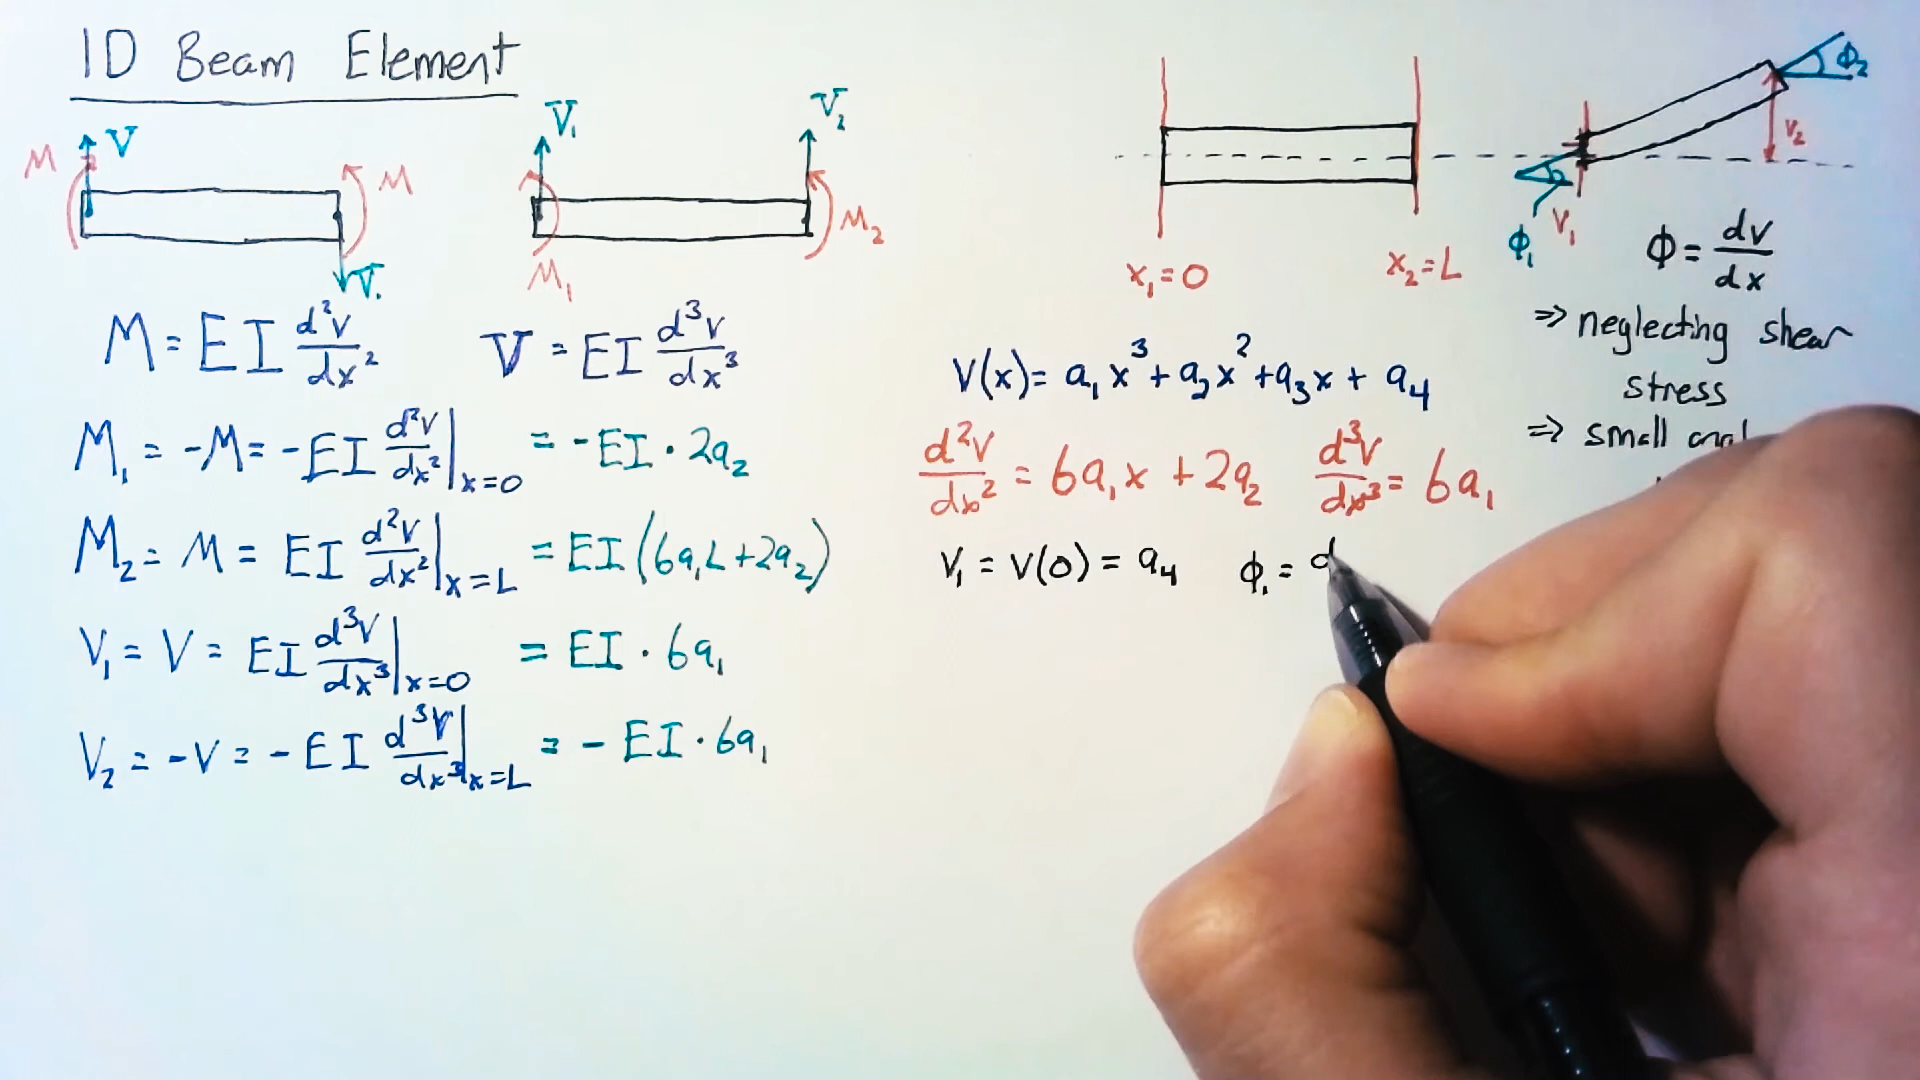 1D Beam Element
M V M V.
V₁ V₂ M₁ M₂
x₁=0 x₂=L
ϕ₁ V₁ V₂ ϕ₂
ϕ = dv/dx
⇒ neglecting shear
stress
⇒ small
M = EI d²v/dx² V = EI d³v/dx³
M₁ = -M = -EI d²v/dx² |x=0 = -EI · 2a₂
M₂ = M = EI d²v/dx² |x=L = EI(6a₁L+2a₂)
V₁ = V = EI d³v/dx³ |x=0 = EI · 6a₁
V₂ = -V = -EI d³v/dx³ |x=L = - EI · 6a₁
V(x) = a₁x³ + a₂x² + a₃x + a₄
d²v/dx² = 6a₁x + 2a₂ d³v/dx³ = 6a₁
V₁ = V(0) = a₄ ϕ₁ = d